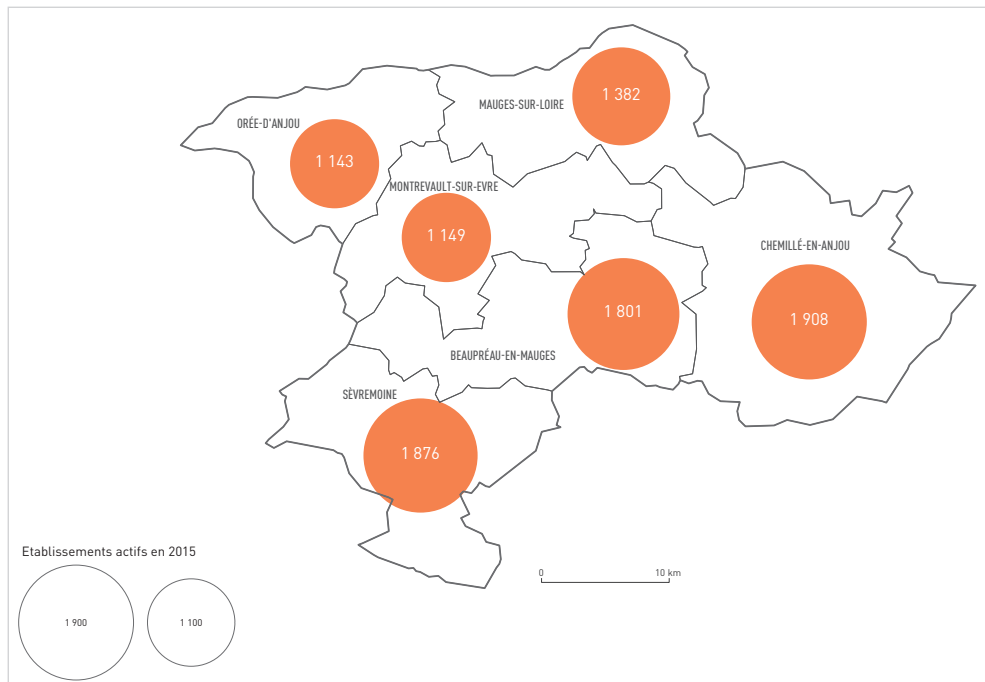 1 382
MAUGES-SUR-LOIRE
ORÉE-D'ANJOU
1 143
MONTREVAULT-SUR-EVRE
1 149
CHEMILLÉ-EN-ANJOU
1 801
1 908
BEAUPRÉAU-EN-MAUGES
SÈVREMOINE
1 876
Etablissements actifs en 2015
0 10 km
1 900 1 100